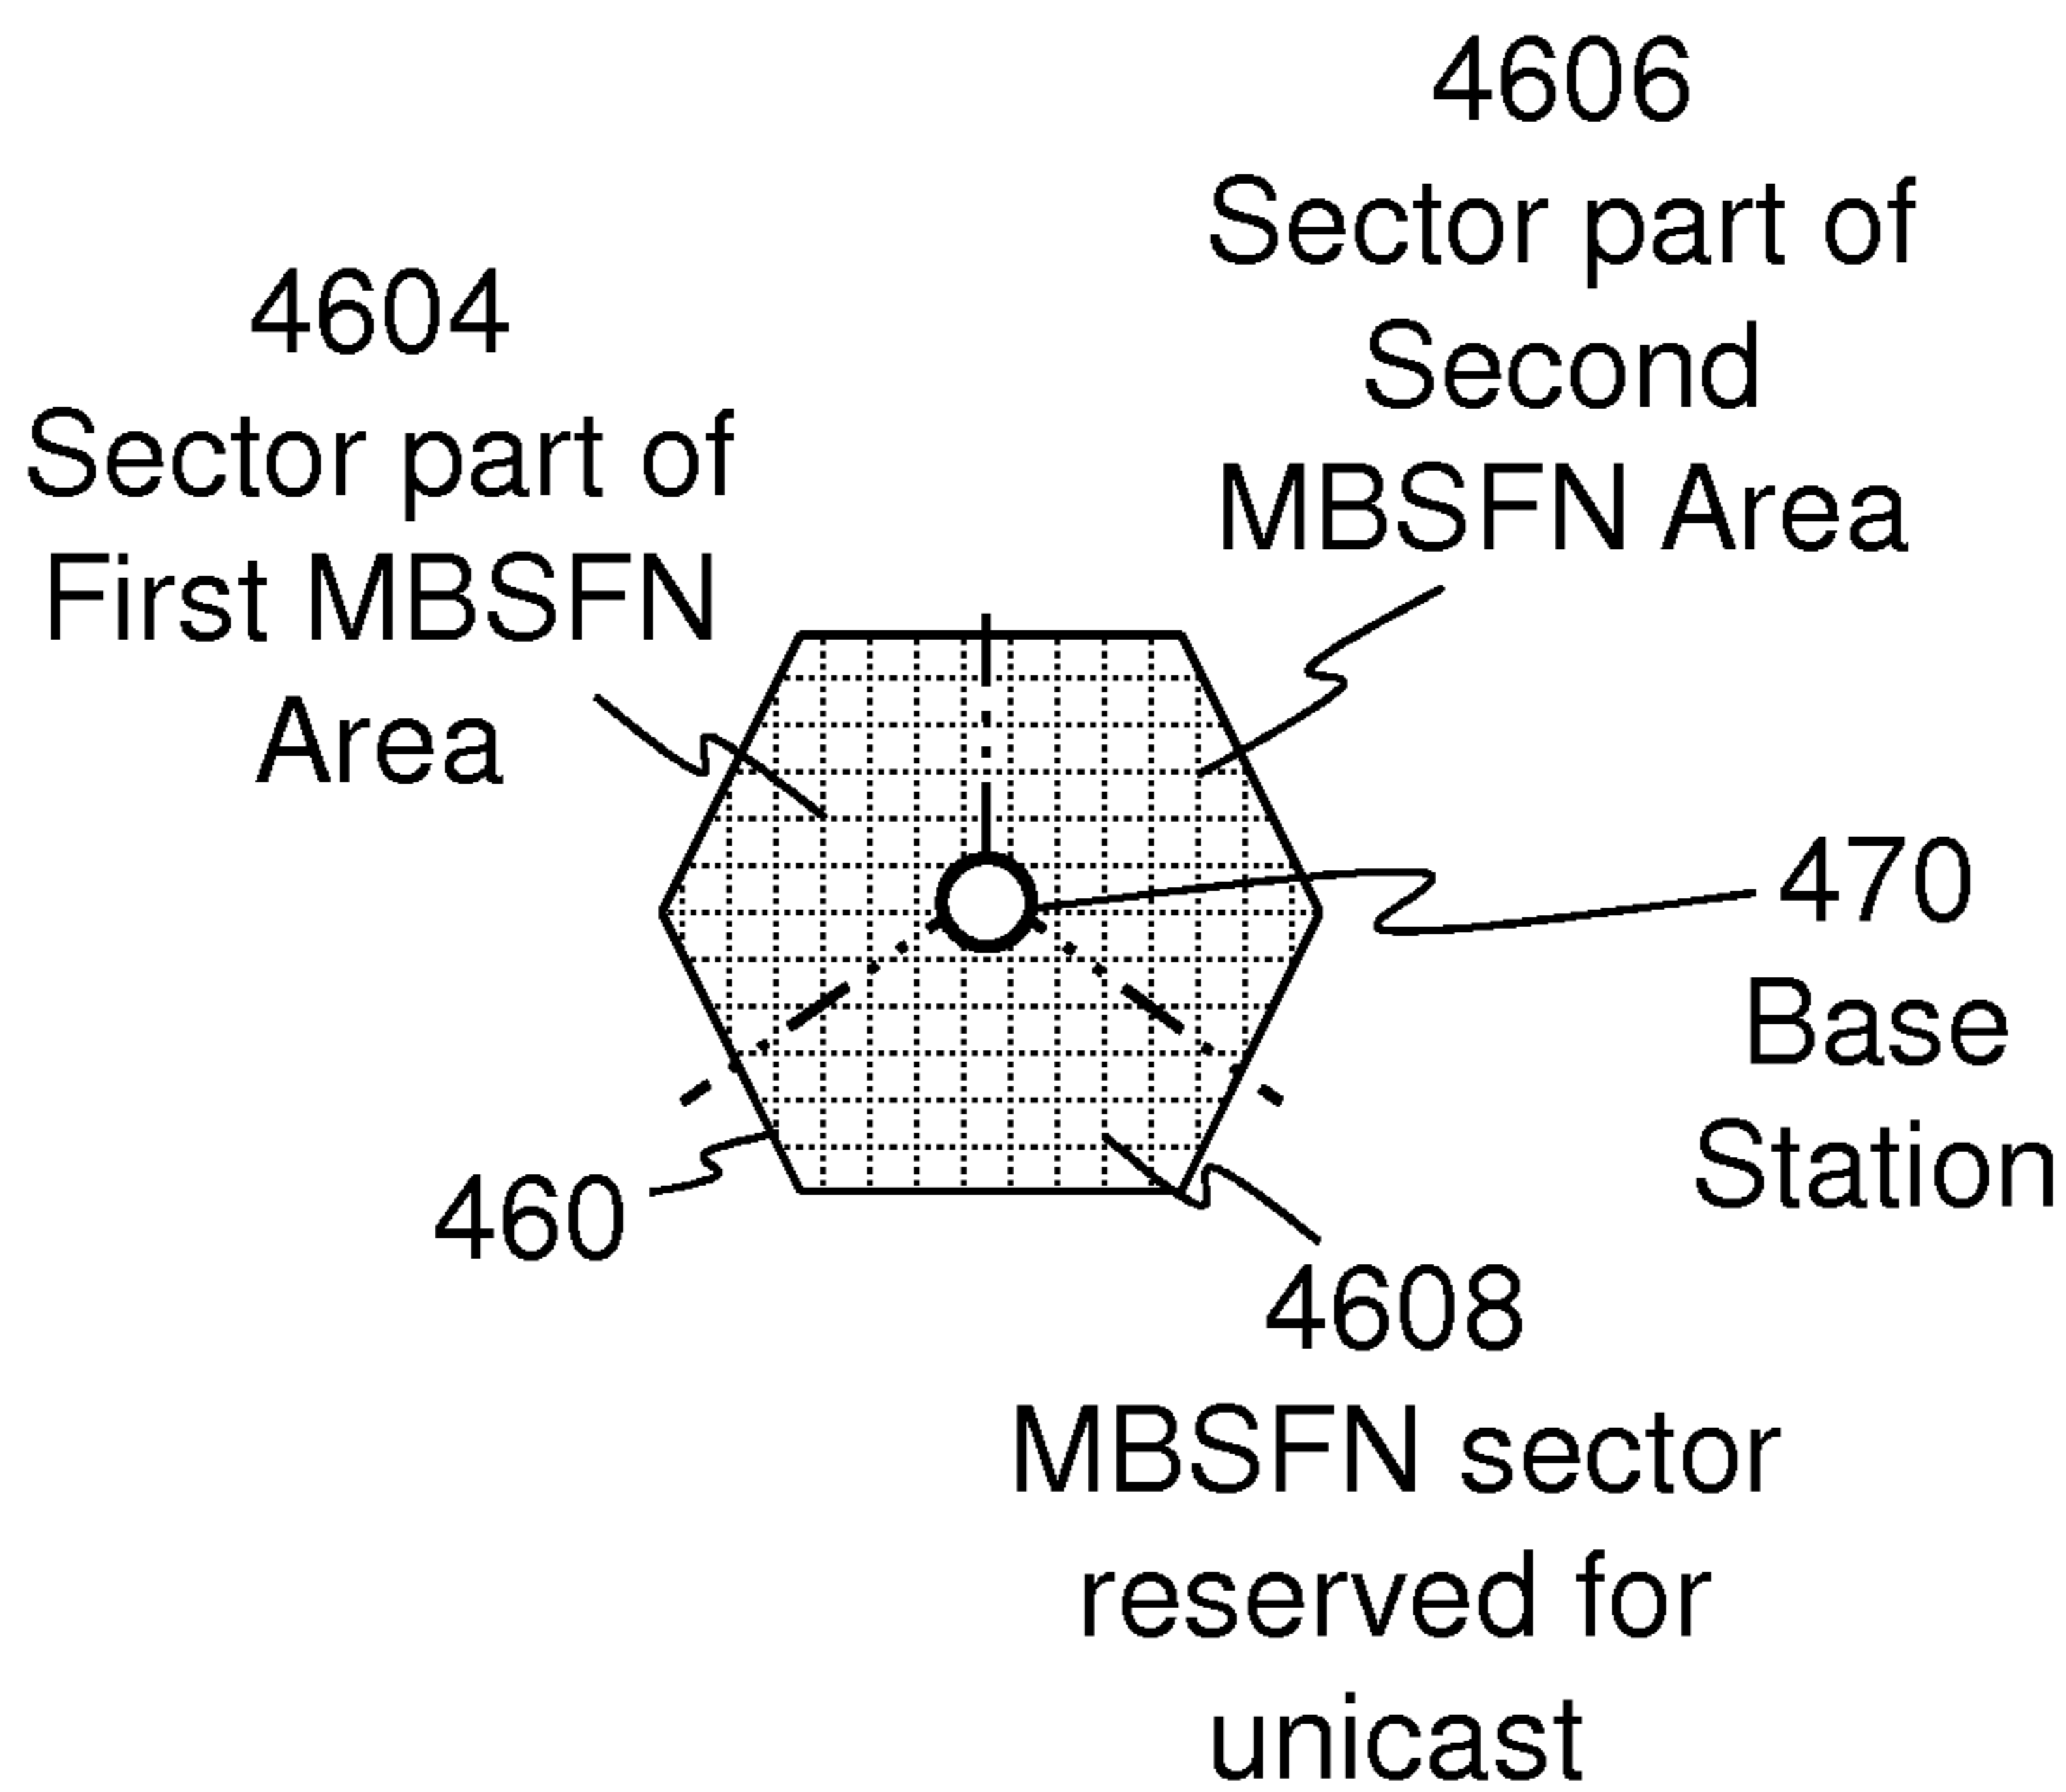 4606
Sector part of
Second
MBSFN Area
4604
Sector part of
First MBSFN
Area
470
Base
Station
460
4608
MBSFN sector
reserved for
unicast